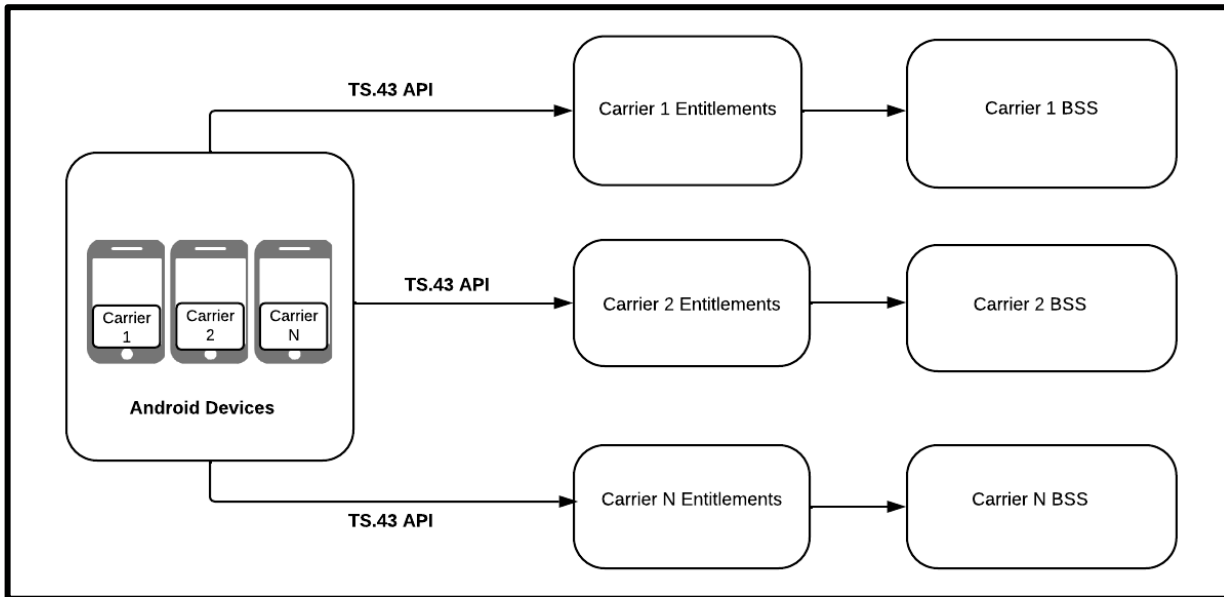 TS.43 API
Carrier 1 Entitlements
Carrier 1 BSS
Carrier
1
Carrier
2
Carrier
N
Android Devices
TS.43 API
Carrier 2 Entitlements
Carrier 2 BSS
TS.43 API
Carrier N Entitlements
Carrier N BSS